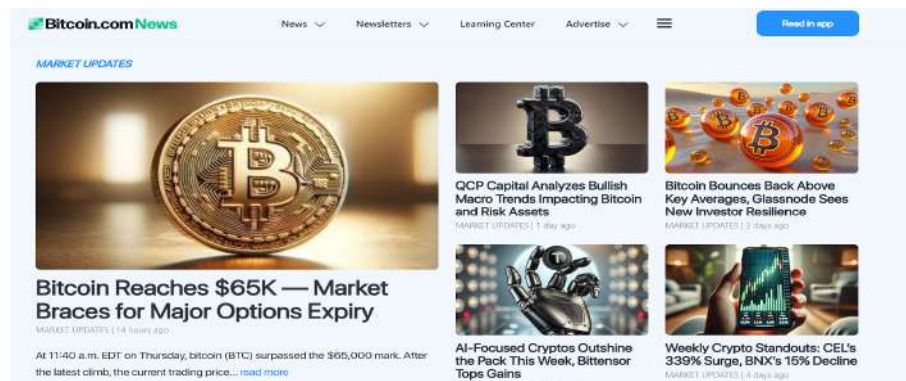 Bitcoin.com News
News
Newsletters
Learning Center
Advertise
Read in app
MARKET UPDATES
Bitcoin Reaches $65K — Market
Braces for Major Options Expiry
MARKET UPDATES | 14 hours ago
At 11:40 a.m. EDT on Thursday, bitcoin (BTC) surpassed the $65,000 mark. After
the latest climb, the current trading price... read more
QCP Capital Analyzes Bullish
Macro Trends Impacting Bitcoin
and Risk Assets
MARKET UPDATES | 1 day ago
Bitcoin Bounces Back Above
Key Averages, Glassnode Sees
New Investor Resilience
MARKET UPDATES | 2 days ago
AI-Focused Cryptos Outshine
the Pack This Week, Bittensor
Tops Gains
Weekly Crypto Standouts: CEL's
339% Surge, BNX's 15% Decline
MARKET UPDATES | 4 days ago